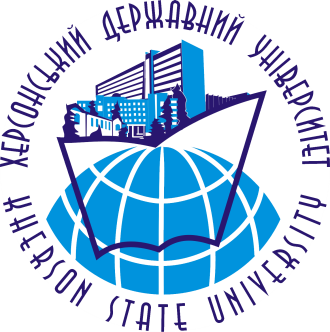 ХЕРСОНСЬКИЙ ДЕРЖАВНИЙ УНІВЕРСИТЕТ
KHERSON STATE UNIVERSITY